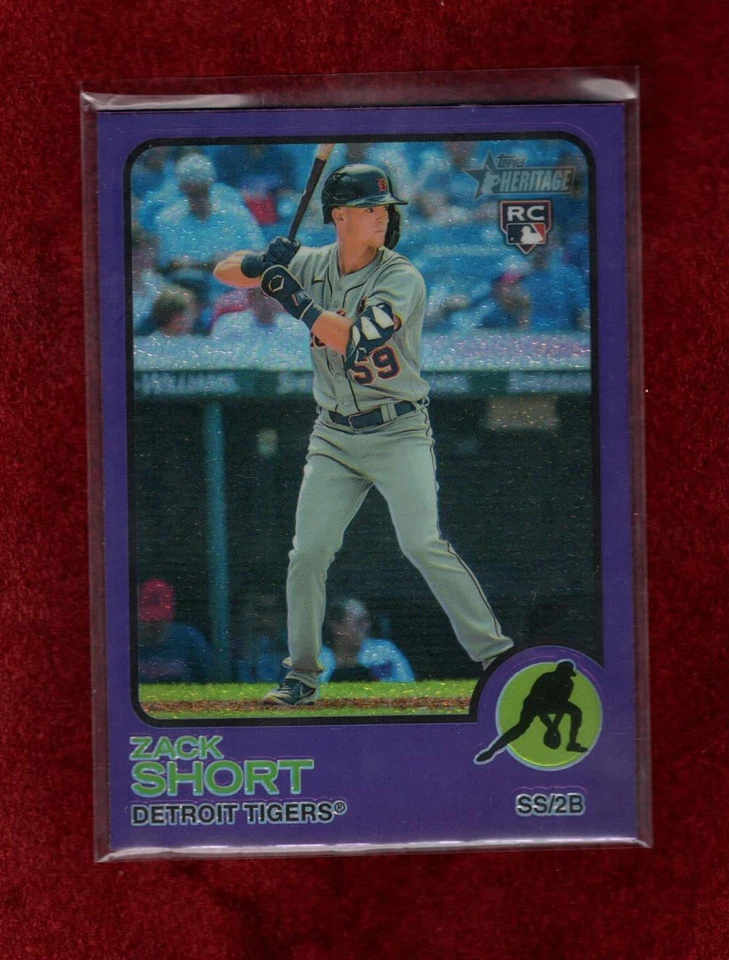 Topps
HERITAGE
RC
D
59
ZACK
SHORT
DETROIT TIGERS®
SS/2B